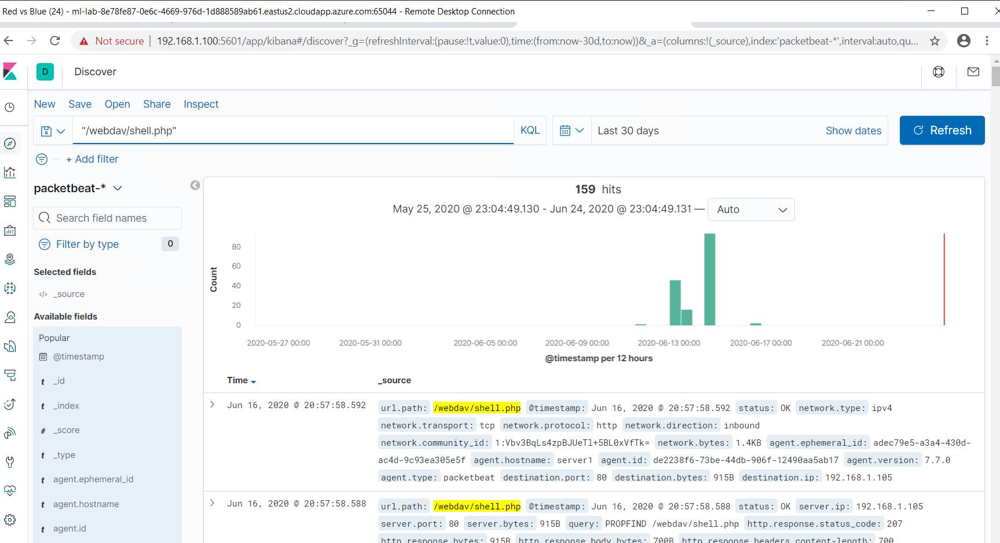 Red vs Blue (24) - ml-lab-8e78fe87-0e6c-4669-976d-1d888589ab61.eastus2.cloudapp.azure.com:65044 - Remote Desktop Connection
Not secure | 192.168.1.100:5601/app/kibana#/discover?_g=(refreshInterval:(pause:!t,value:0),time:(from:now-30d,to:now))&_a=(columns:!(_source),index:'packetbeat-*',interval:auto,qu...
D Discover
New Save Open Share Inspect
"/webdav/shell.php" KQL Last 30 days Show dates Refresh
+ Add filter
packetbeat-*
Search field names
Filter by type 0
Selected fields
</> _source
Available fields
Popular
@timestamp
t _id
t _index
# _score
t _type
t agent.ephemeral_id
t agent.hostname
t agent.id
159 hits
May 25, 2020 @ 23:04:49.130 - Jun 24, 2020 @ 23:04:49.131 — Auto
Count
80
60
40
20
0
2020-05-27 00:00 2020-05-31 00:00 2020-06-05 00:00 2020-06-09 00:00 2020-06-13 00:00 2020-06-17 00:00 2020-06-21 00:00
@timestamp per 12 hours
Time _source
Jun 16, 2020 @ 20:57:58.592 url.path: /webdav/shell.php @timestamp: Jun 16, 2020 @ 20:57:58.592 status: OK network.type: ipv4
network.transport: tcp network.protocol: http network.direction: inbound
network.community_id: 1:Vbv3BqLs4zpBJUeTl+5BL0xVfTk= network.bytes: 1.4KB agent.ephemeral_id: adec79e5-a3a4-430d-
ac4d-9c93ea305e5f agent.hostname: server1 agent.id: de2238f6-73be-44db-906f-12490aa5ab17 agent.version: 7.7.0
agent.type: packetbeat destination.port: 80 destination.bytes: 915B destination.ip: 192.168.1.105
Jun 16, 2020 @ 20:57:58.588 url.path: /webdav/shell.php @timestamp: Jun 16, 2020 @ 20:57:58.588 status: OK server.ip: 192.168.1.105
server.port: 80 server.bytes: 915B query: PROPFIND /webdav/shell.php http.response.status_code: 207
http.response.bytes: 915B http.response.body.bytes: 700B http.response.headers.content-length: 700